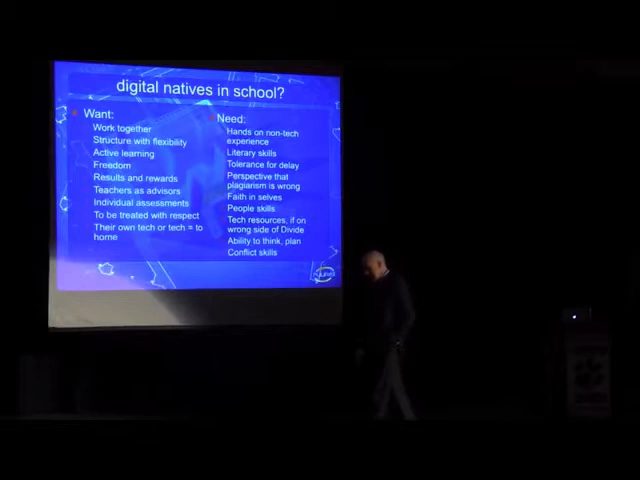 digital natives in school?
Want:
Work together
Structure with flexibility
Active learning
Freedom
Results and rewards
Teachers as advisors
Individual assessments
To be treated with respect
Their own tech or tech = to
home
Need:
Hands on non-tech
experience
Literary skills
Tolerance for delay
Perspective that
plagiarism is wrong
Faith in selves
People skills
Tech resources, if on
wrong side of Divide
Ability to think, plan
Conflict skills